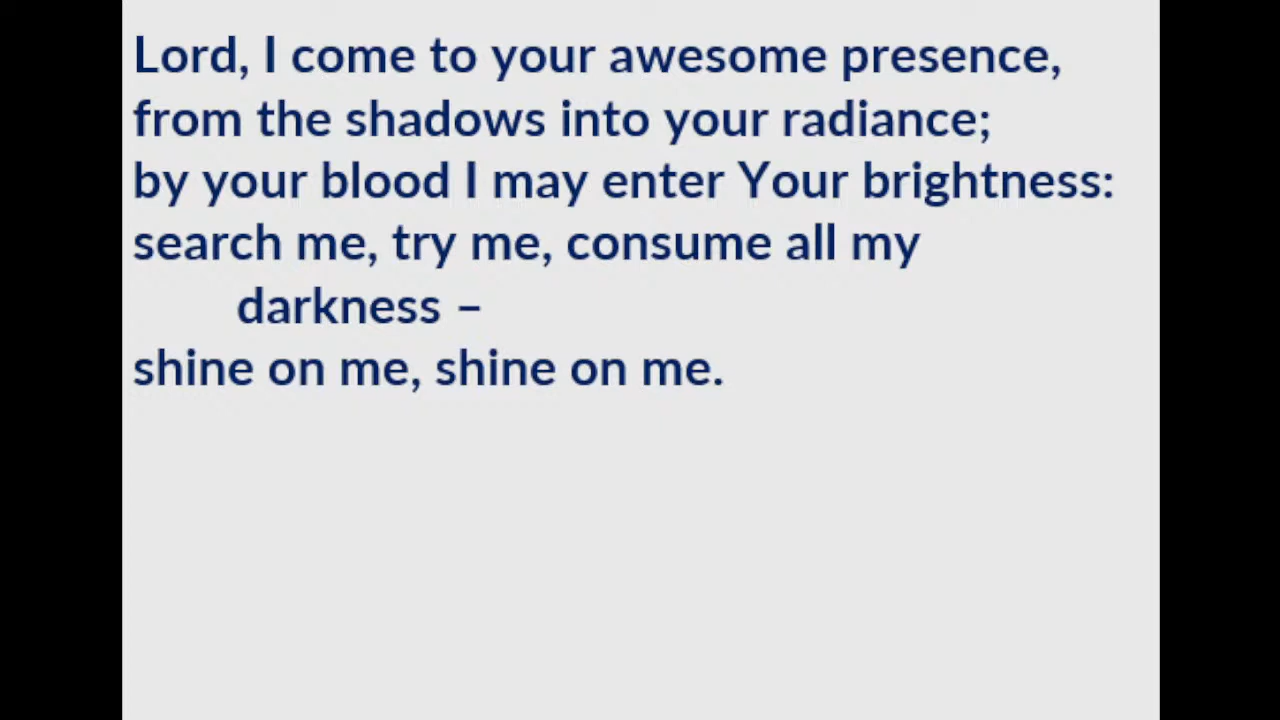 Lord, I come to your awesome presence,
from the shadows into your radiance;
by your blood I may enter Your brightness:
search me, try me, consume all my
darkness –
shine on me, shine on me.